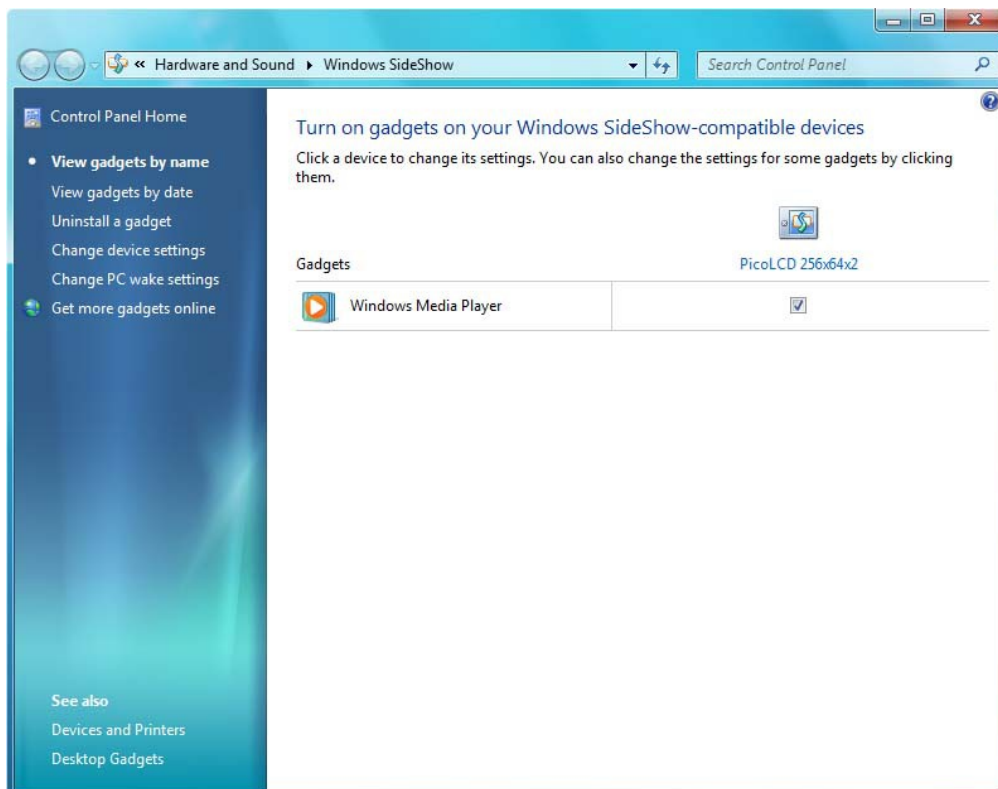 « Hardware and Sound ▸ Windows SideShow
Search Control Panel
Control Panel Home
View gadgets by name
View gadgets by date
Uninstall a gadget
Change device settings
Change PC wake settings
Get more gadgets online
See also
Devices and Printers
Desktop Gadgets
Turn on gadgets on your Windows SideShow-compatible devices
Click a device to change its settings. You can also change the settings for some gadgets by clicking
them.
Gadgets
PicoLCD 256x64x2
Windows Media Player